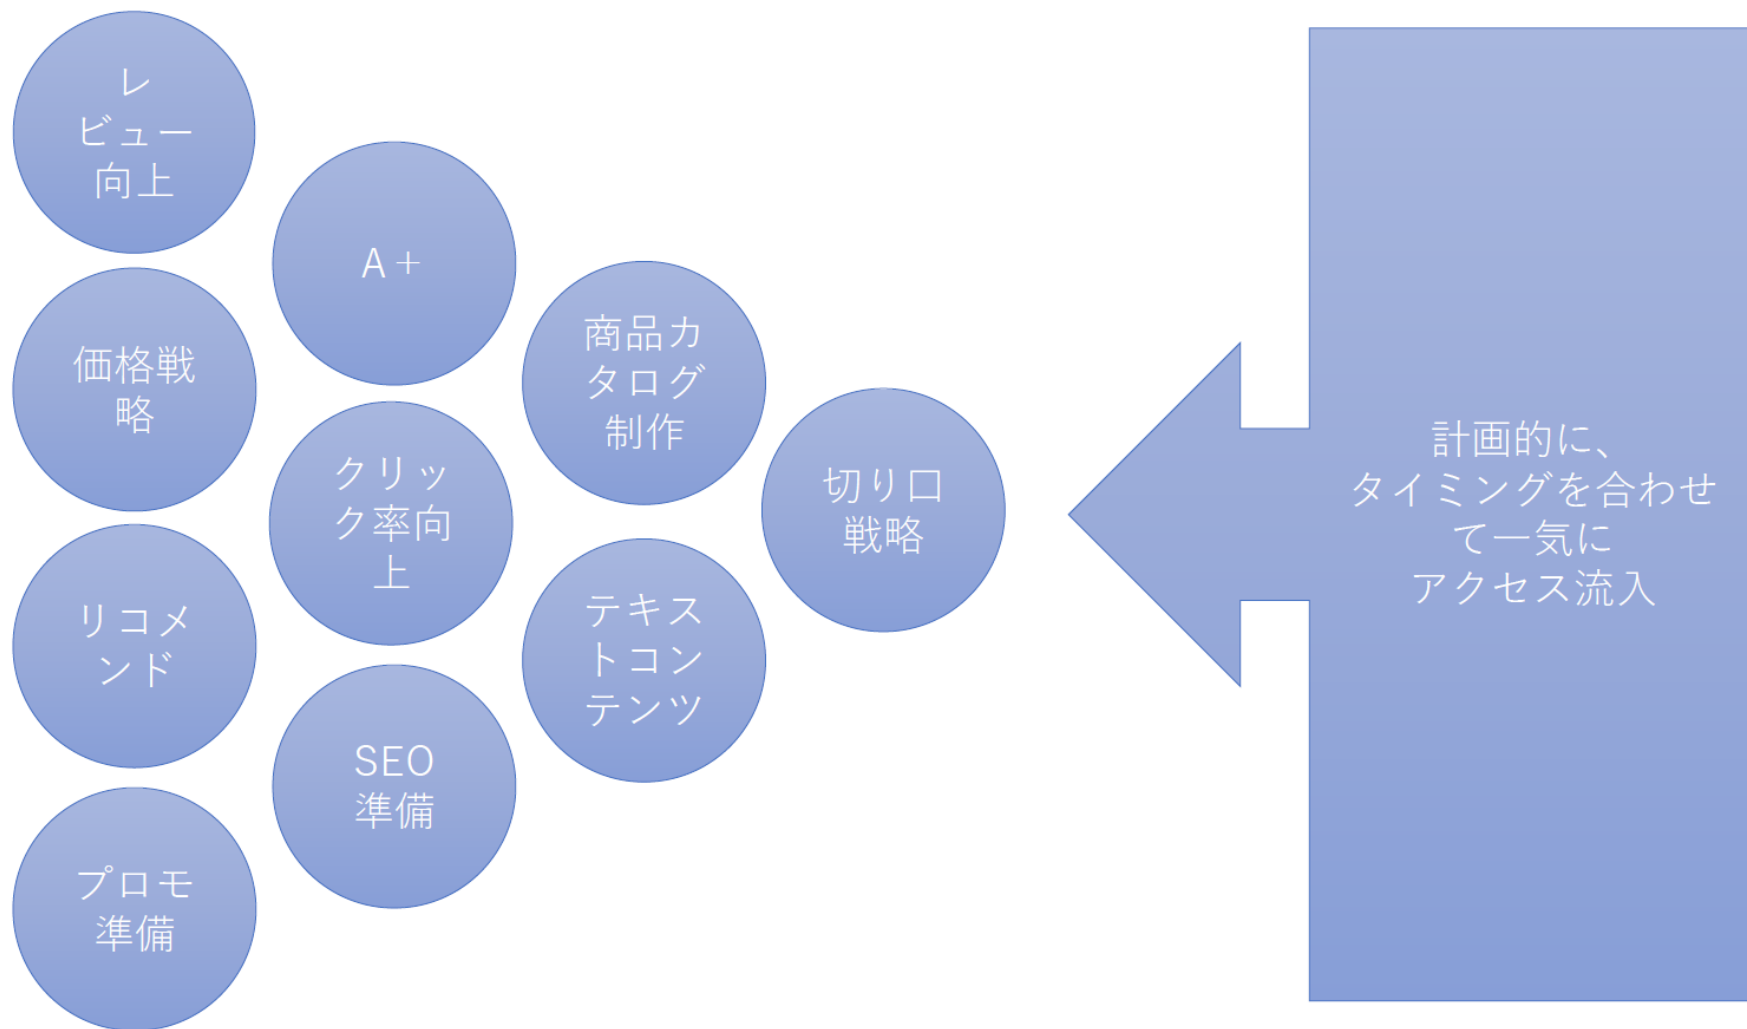 レ
ビュー
向上
価格戦
略
リコメ
ンド
プロモ
準備
A＋
クリッ
ク率向
上
SEO
準備
商品カ
タログ
制作
テキス
トコン
テンツ
切り口
戦略
計画的に、
タイミングを合わせ
て一気に
アクセス流入